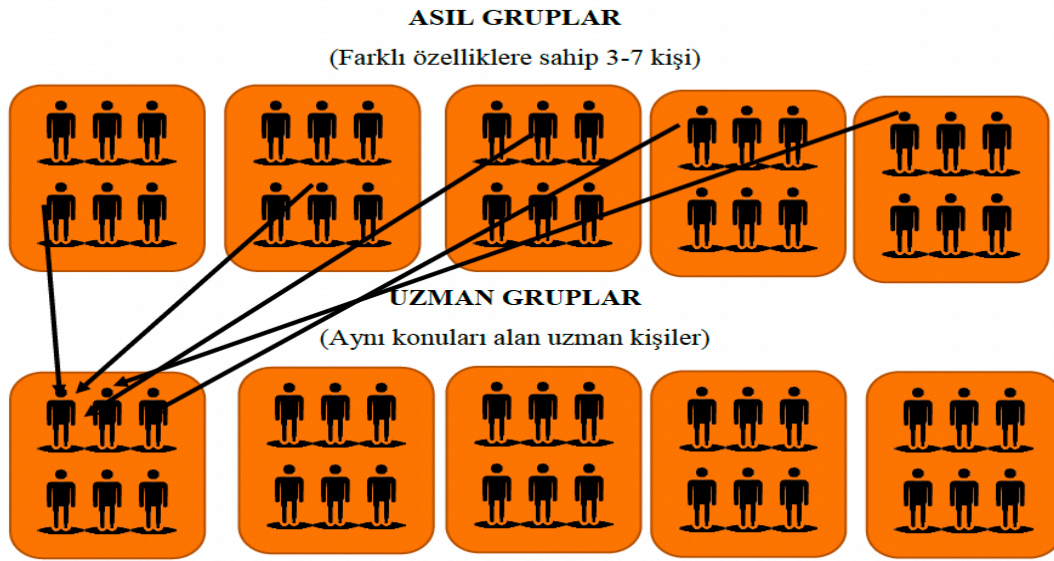 ASIL GRUPLAR
(Farklı özelliklere sahip 3-7 kişi)
UZMAN GRUPLAR
(Aynı konuları alan uzman kişiler)